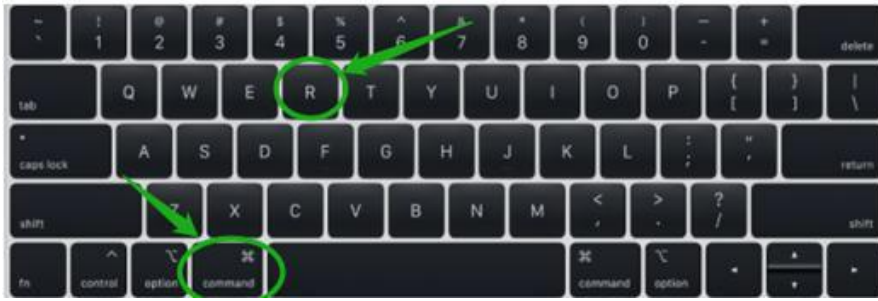 ~ ! @ # $ % ^ & * ( ) — +
` 1 2 3 4 5 6 7 8 9 0 - = delete
tab Q W E R T Y U I O P { [ } ] | \
caps lock A S D F G H J K L : ; " ' return
shift Z X C V B N M < , > . ? / shift
fn ^ control ⌥ option ⌘ command ⌘ command ⌥ option ◂ ▴ ▾ ▸